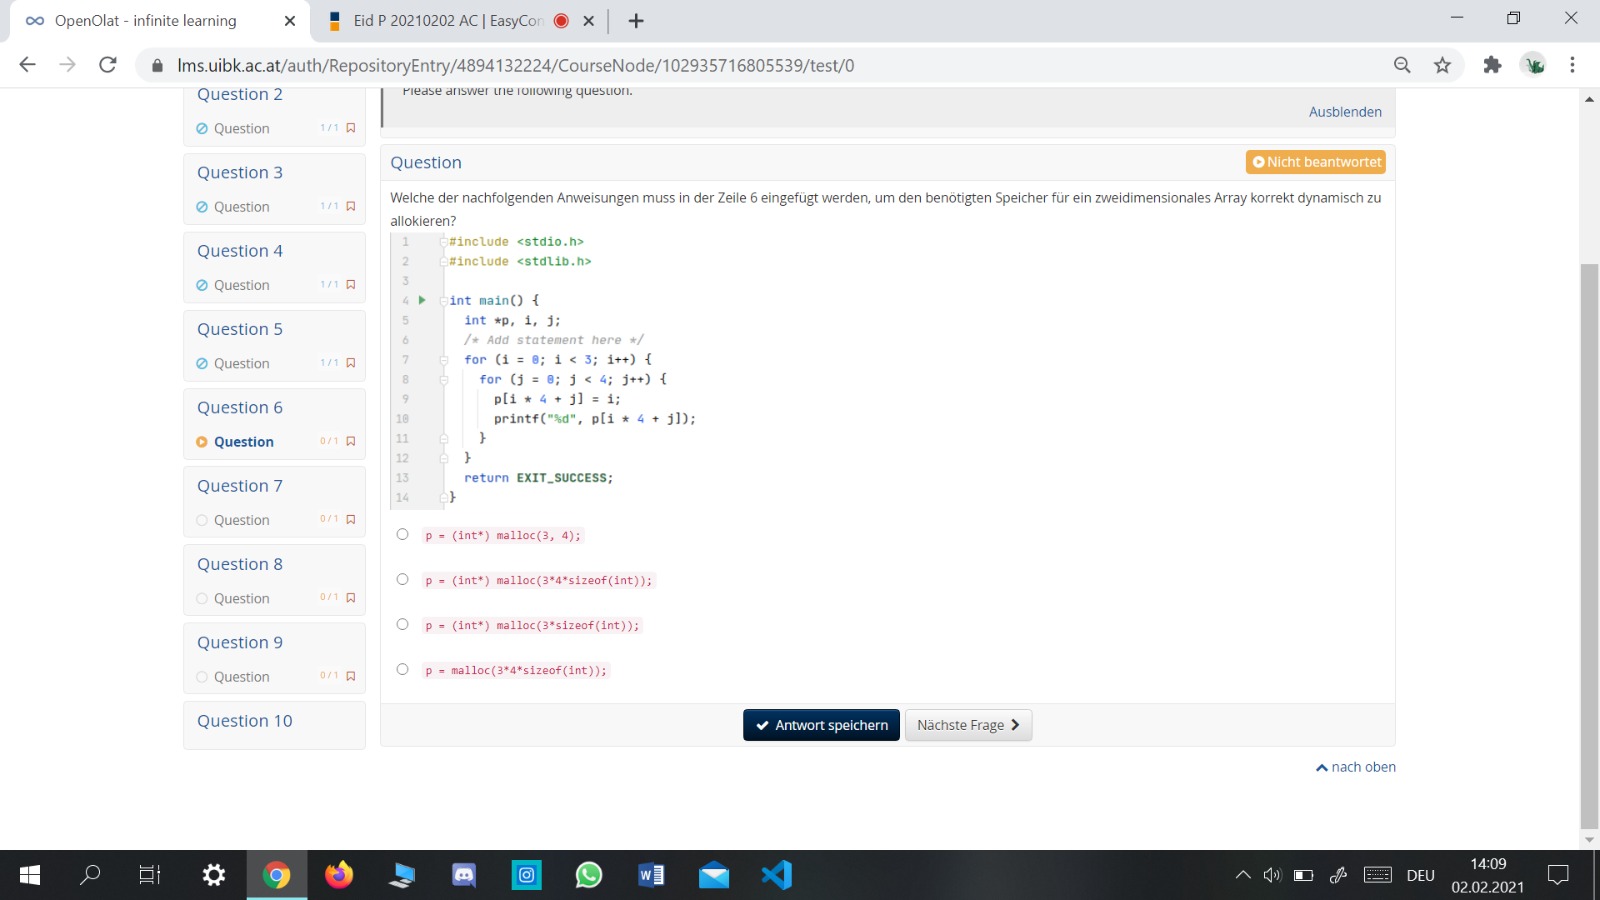 OpenOlat - infinite learning
Eid P 20210202 AC | EasyCon
lms.uibk.ac.at/auth/RepositoryEntry/4894132224/CourseNode/102935716805539/test/0
Question 2
Question 1 / 1
Question 3
Question 1 / 1
Question 4
Question 1 / 1
Question 5
Question 1 / 1
Question 6
Question 0 / 1
Question 7
Question 0 / 1
Question 8
Question 0 / 1
Question 9
Question 0 / 1
Question 10
Please answer the following question.
Ausblenden
Question
Nicht beantwortet
Welche der nachfolgenden Anweisungen muss in der Zeile 6 eingefügt werden, um den benötigten Speicher für ein zweidimensionales Array korrekt dynamisch zu
allokieren?
1 #include <stdio.h>
2 #include <stdlib.h>
3
4 int main() {
5 int *p, i, j;
6 /* Add statement here */
7 for (i = 0; i < 3; i++) {
8 for (j = 0; j < 4; j++) {
9 p[i * 4 + j] = i;
10 printf("%d", p[i * 4 + j]);
11 }
12 }
13 return EXIT_SUCCESS;
14 }
p = (int*) malloc(3, 4);
p = (int*) malloc(3*4*sizeof(int));
p = (int*) malloc(3*sizeof(int));
p = malloc(3*4*sizeof(int));
Antwort speichern
Nächste Frage
nach oben
DEU
14:09
02.02.2021